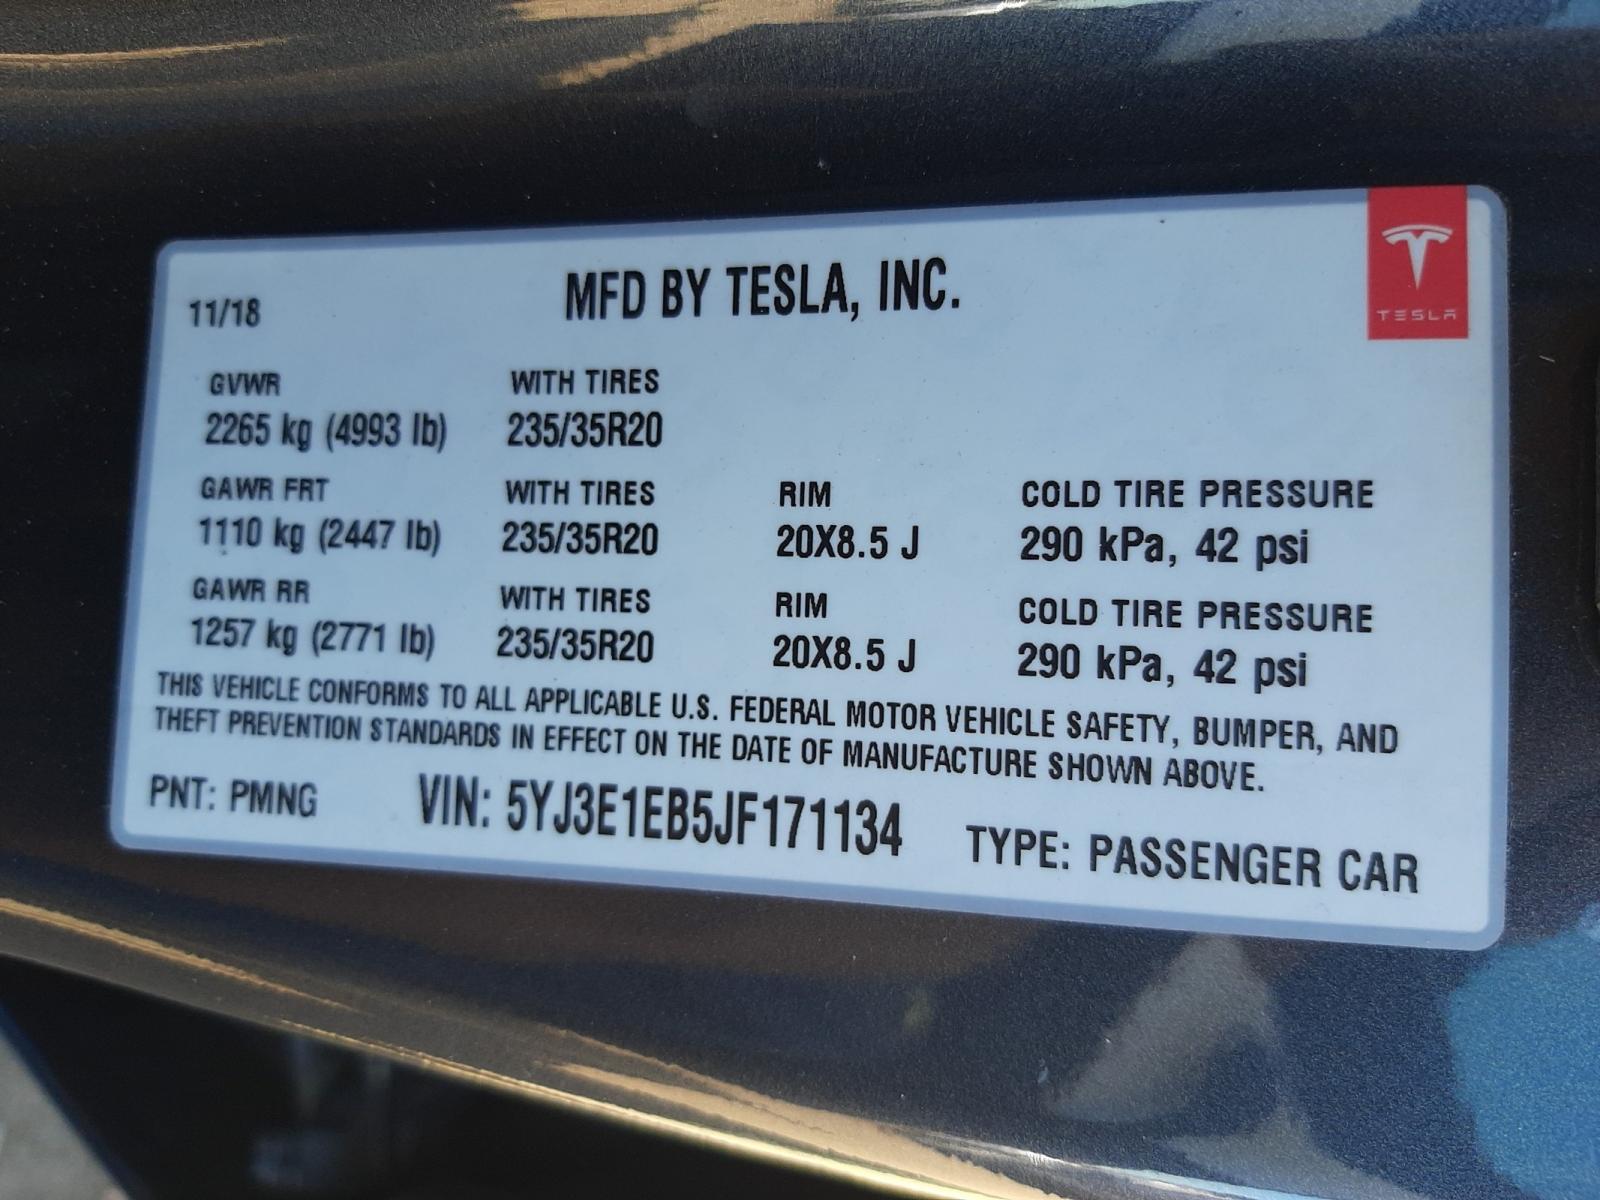 MFD BY TESLA, INC.
TESLA
11/18
GVWR WITH TIRES
2265 kg (4993 lb) 235/35R20
GAWR FRT WITH TIRES RIM COLD TIRE PRESSURE
1110 kg (2447 lb) 235/35R20 20X8.5 J 290 kPa, 42 psi
GAWR RR WITH TIRES RIM COLD TIRE PRESSURE
1257 kg (2771 lb) 235/35R20 20X8.5 J 290 kPa, 42 psi
THIS VEHICLE CONFORMS TO ALL APPLICABLE U.S. FEDERAL MOTOR VEHICLE SAFETY, BUMPER, AND
THEFT PREVENTION STANDARDS IN EFFECT ON THE DATE OF MANUFACTURE SHOWN ABOVE.
PNT: PMNG VIN: 5YJ3E1EB5JF171134 TYPE: PASSENGER CAR